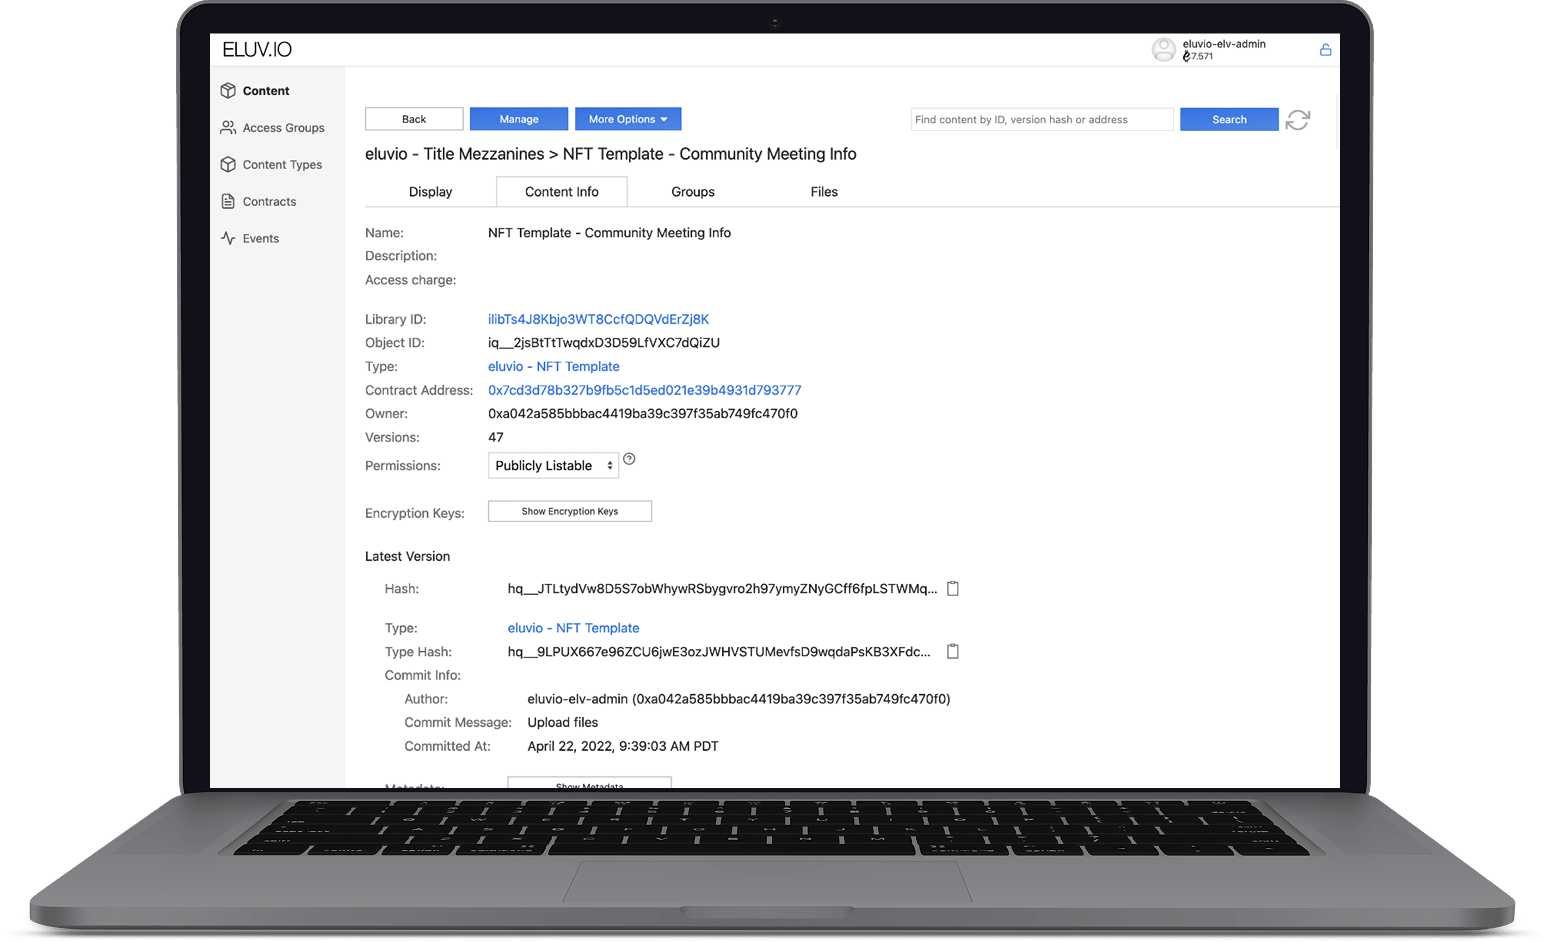 ELUV.IO
eluvio-elv-admin
7.571
Content
Access Groups
Content Types
Contracts
Events
Back
Manage
More Options
Find content by ID, version hash or address
Search
eluvio - Title Mezzanines > NFT Template - Community Meeting Info
Display
Content Info
Groups
Files
Name: NFT Template - Community Meeting Info
Description:
Access charge:
Library ID: ilibTs4J8Kbjo3WT8CcfQDQVdErZj8K
Object ID: iq__2jsBtTtTwqdxD3D59LfVXC7dQiZU
Type: eluvio - NFT Template
Contract Address: 0x7cd3d78b327b9fb5c1d5ed021e39b4931d793777
Owner: 0xa042a585bbbac4419ba39c397f35ab749fc470f0
Versions: 47
Permissions: Publicly Listable
Encryption Keys: Show Encryption Keys
Latest Version
Hash: hq__JTLtydVw8D5S7obWhywRSbygvro2h97ymyZNyGCff6fpLSTWMq...
Type: eluvio - NFT Template
Type Hash: hq__9LPUX667e96ZCU6jwE3ozJWHVSTUMevfsD9wqdaPsKB3XFdc...
Commit Info:
Author: eluvio-elv-admin (0xa042a585bbbac4419ba39c397f35ab749fc470f0)
Commit Message: Upload files
Committed At: April 22, 2022, 9:39:03 AM PDT
Metadata: Show Metadata